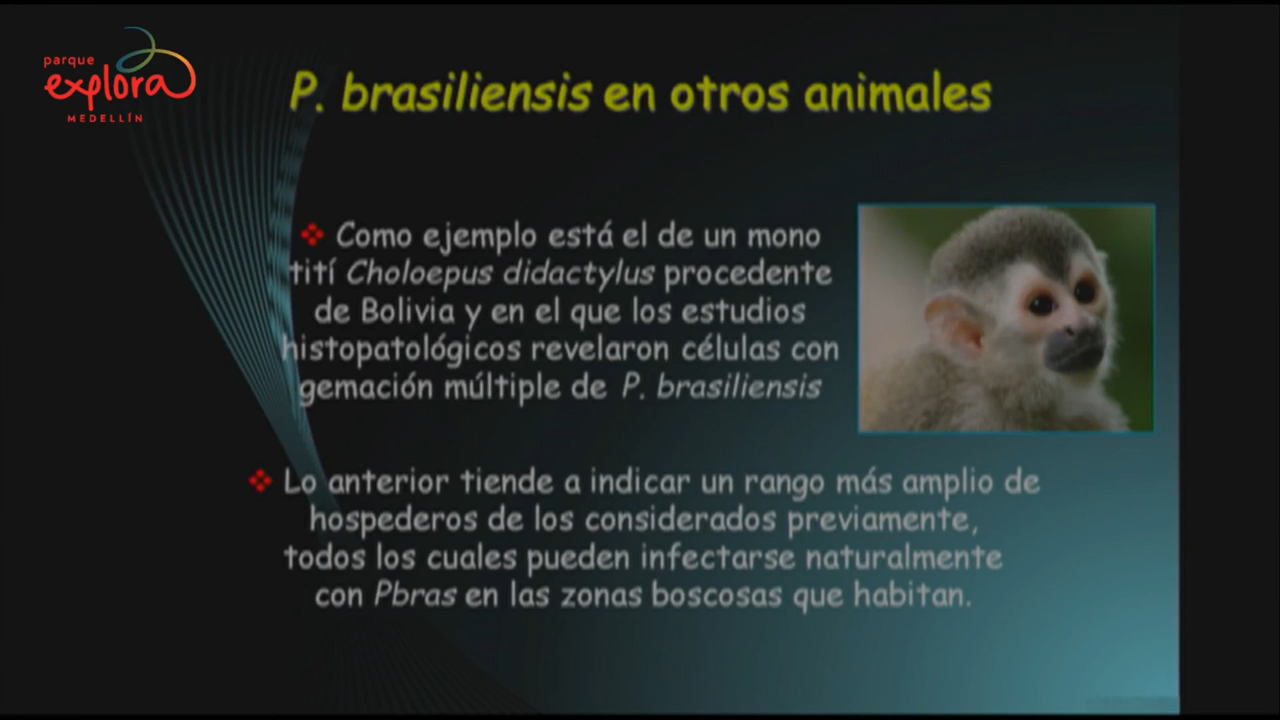 parque
explora
MEDELLÍN
P. brasiliensis en otros animales
Como ejemplo está el de un mono
tití Choloepus didactylus procedente
de Bolivia y en el que los estudios
histopatológicos revelaron células con
gemación múltiple de P. brasiliensis
Lo anterior tiende a indicar un rango más amplio de
hospederos de los considerados previamente,
todos los cuales pueden infectarse naturalmente
con Pbras en las zonas boscosas que habitan.